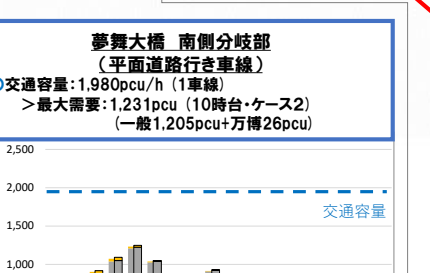 夢舞大橋 南側分岐部
(平面道路行き車線)
交通容量:1,980pcu/h (1車線)
>最大需要:1,231pcu (10時台・ケース2)
(一般1,205pcu+万博26pcu)
2,500
2,000
交通容量
1,500
1,000